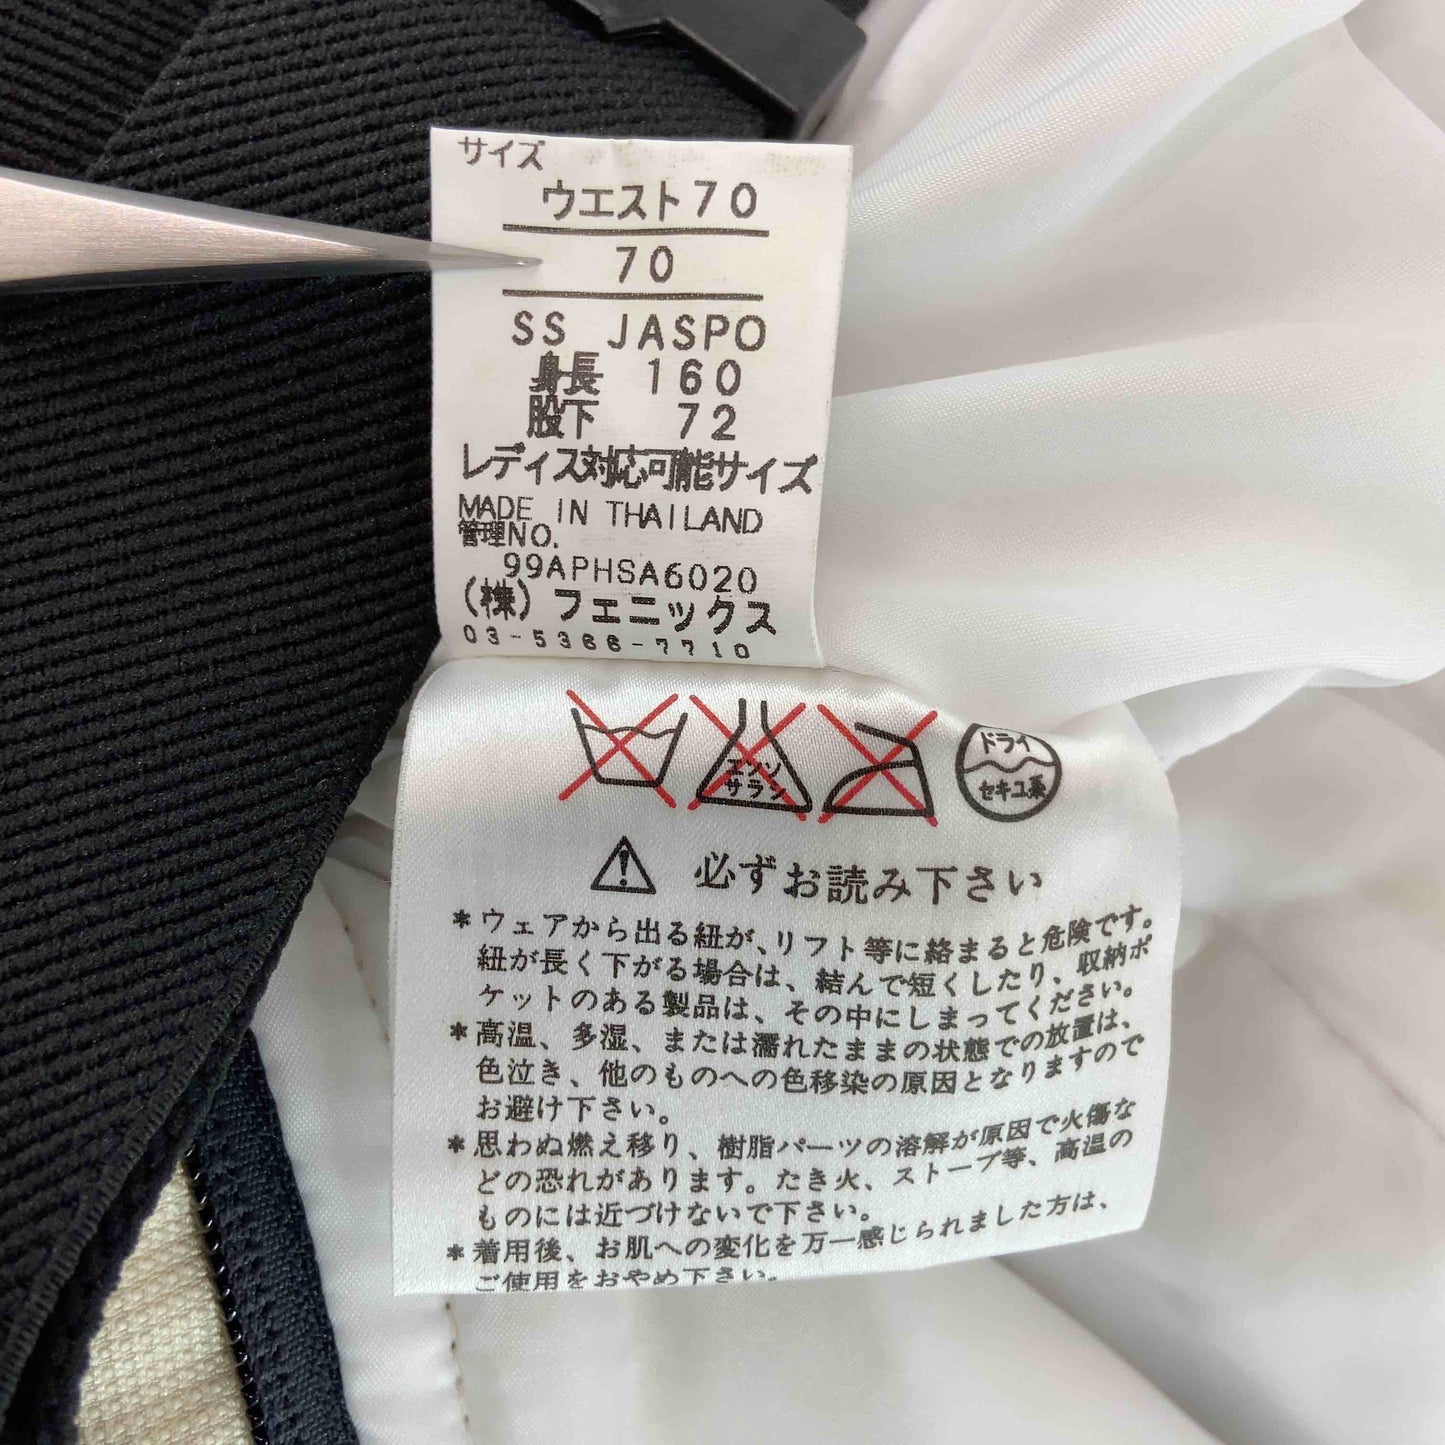 サイズ
ウエスト70
70
SS JASPO
身長 160
股下 72
レディス対応可能サイズ
MADE IN THAILAND
管理NO.
99APHSA6020
(株)フェニックス
03-5366-7710
エンソ
サラシ
ドライ
セキユ系
必ずお読み下さい
*ウェアから出る紐が、リフト等に絡まると危険です。
紐が長く下がる場合は、結んで短くしたり、収納ポ
ケットのある製品は、その中にしまってください。
*高温、多湿、または濡れたままの状態での放置は、
色泣き、他のものへの色移染の原因となりますので
お避け下さい。
*思わぬ燃え移り、樹脂パーツの溶解が原因で火傷な
どの恐れがあります。たき火、ストーブ等、高温の
ものには近づけないで下さい。
*着用後、お肌への変化を万一感じられました方は、
ご使用をおやめ下さい。